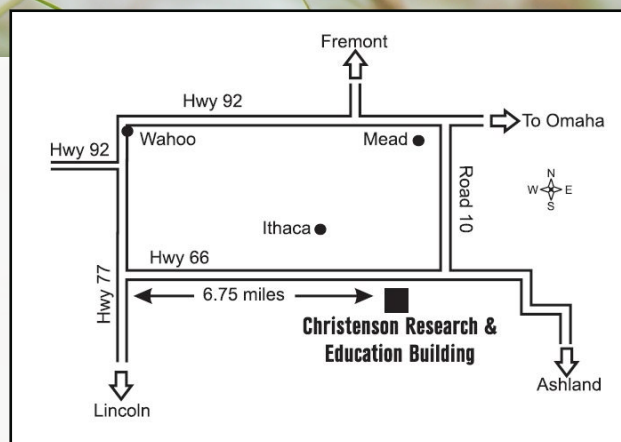 Fremont
Hwy 92
To Omaha
Wahoo
Mead
Hwy 92
Road 10
N
W E
S
Ithaca
Hwy 66
Hwy 77
6.75 miles
Christenson Research &
Education Building
Ashland
Lincoln